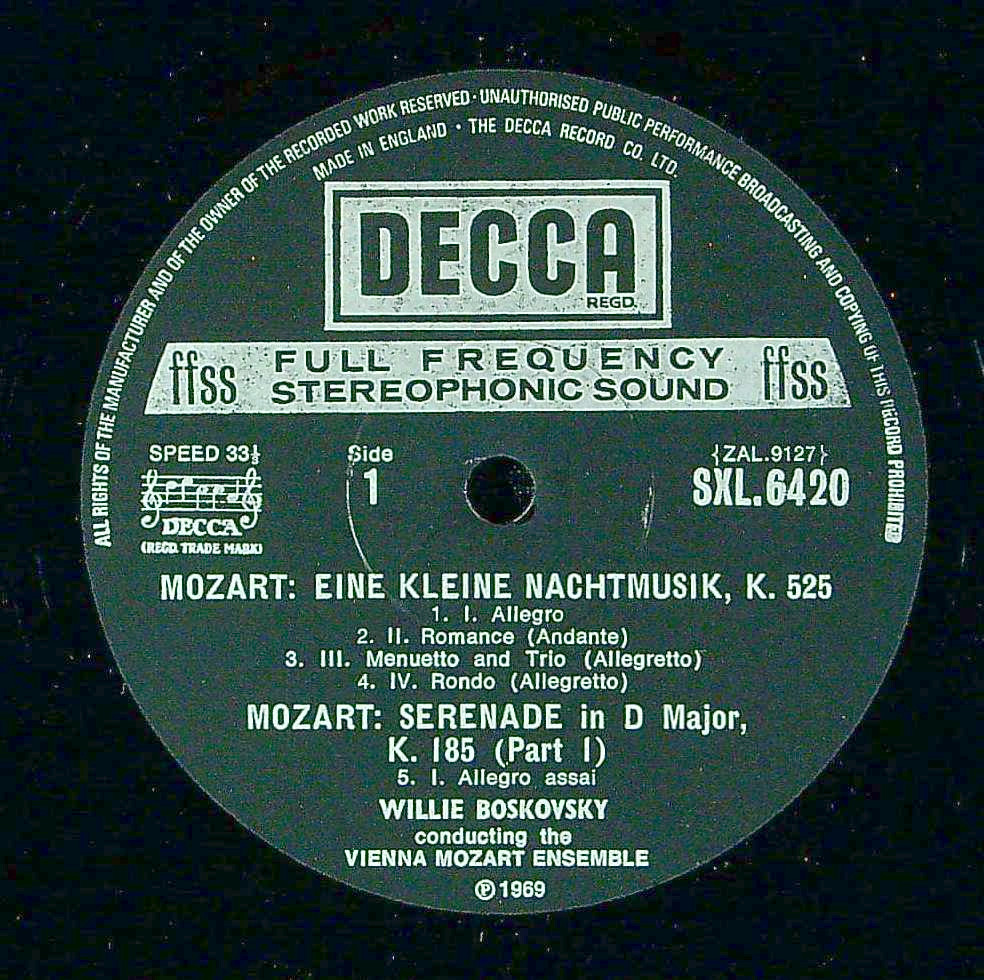 ALL RIGHTS OF THE MANUFACTURER AND OF THE OWNER OF THE RECORDED WORK RESERVED · UNAUTHORISED PUBLIC PERFORMANCE BROADCASTING AND COPYING OF THIS RECORD PROHIBITED
MADE IN ENGLAND · THE DECCA RECORD CO. LTD.
DECCA
REGD.
ffss FULL FREQUENCY ffss
STEREOPHONIC SOUND
SPEED 33⅓ Side {ZAL.9127}
1 SXL.6420
DECCA
(REGD. TRADE MARK)
MOZART: EINE KLEINE NACHTMUSIK, K. 525
1. I. Allegro
2. II. Romance (Andante)
3. III. Menuetto and Trio (Allegretto)
4. IV. Rondo (Allegretto)
MOZART: SERENADE in D Major,
K. 185 (Part 1)
5. I. Allegro assai
WILLIE BOSKOVSKY
conducting the
VIENNA MOZART ENSEMBLE
Ⓟ1969